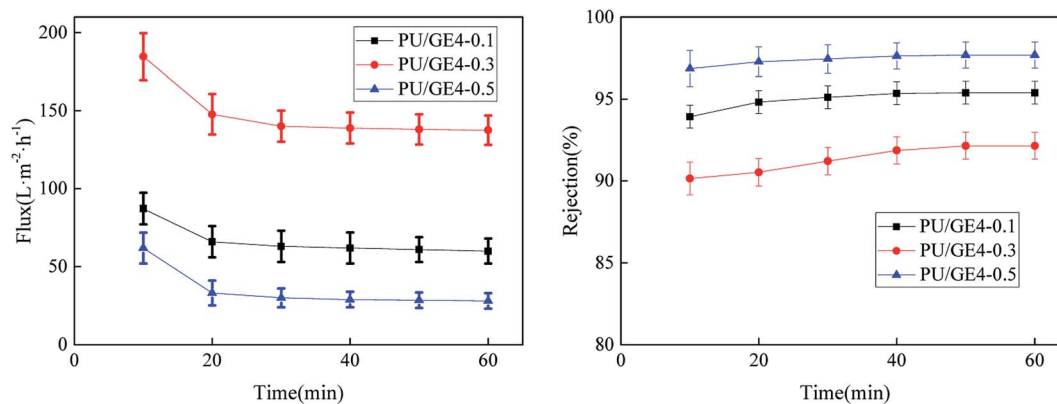 200
150
100
50
0
Flux(L·m⁻²·h⁻¹)
PU/GE4-0.1
PU/GE4-0.3
PU/GE4-0.5
0 20 40 60
Time(min)
100
95
90
85
80
Rejection(%)
PU/GE4-0.1
PU/GE4-0.3
PU/GE4-0.5
0 20 40 60
Time(min)